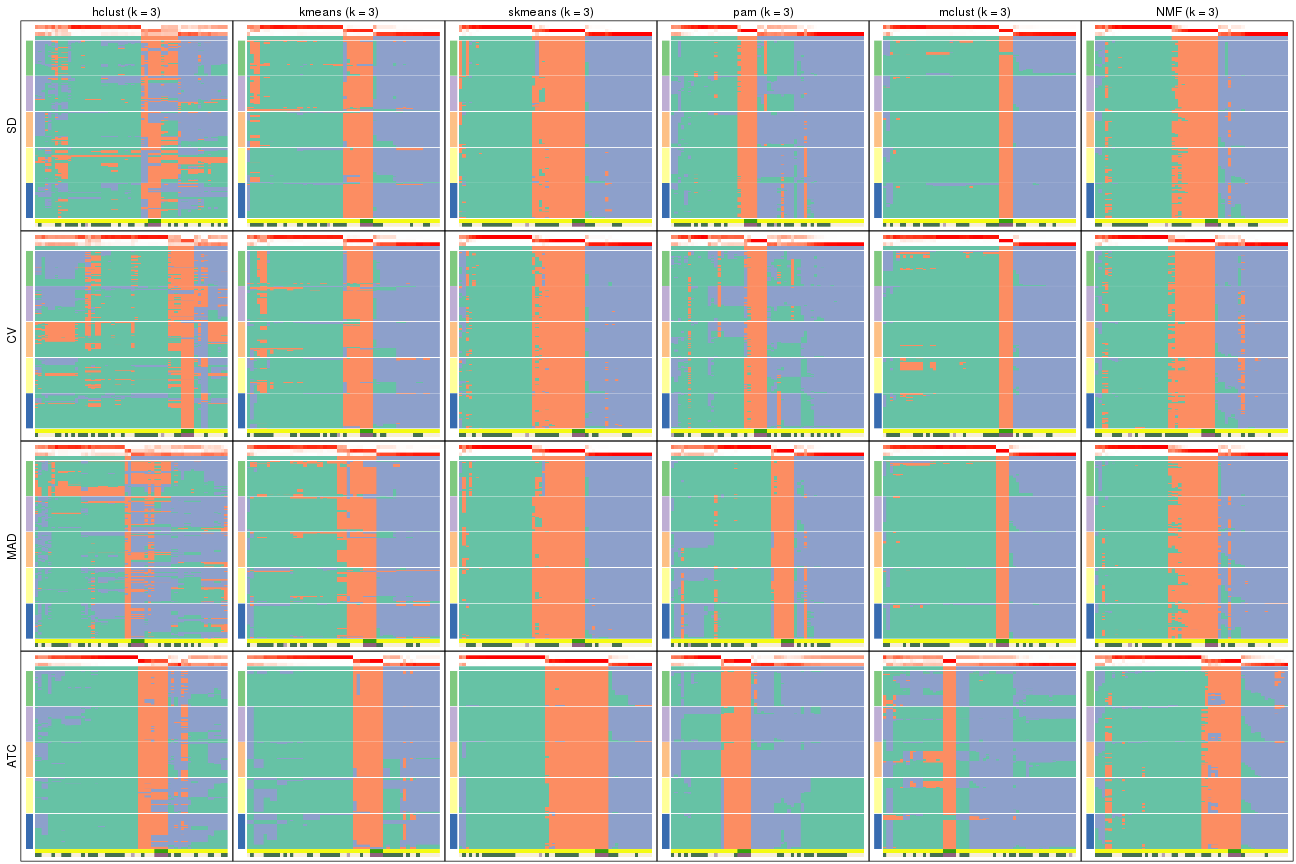 hclust (k = 3) kmeans (k = 3) skmeans (k = 3) pam (k = 3) mclust (k = 3) NMF (k = 3)
SD
CV
MAD
ATC